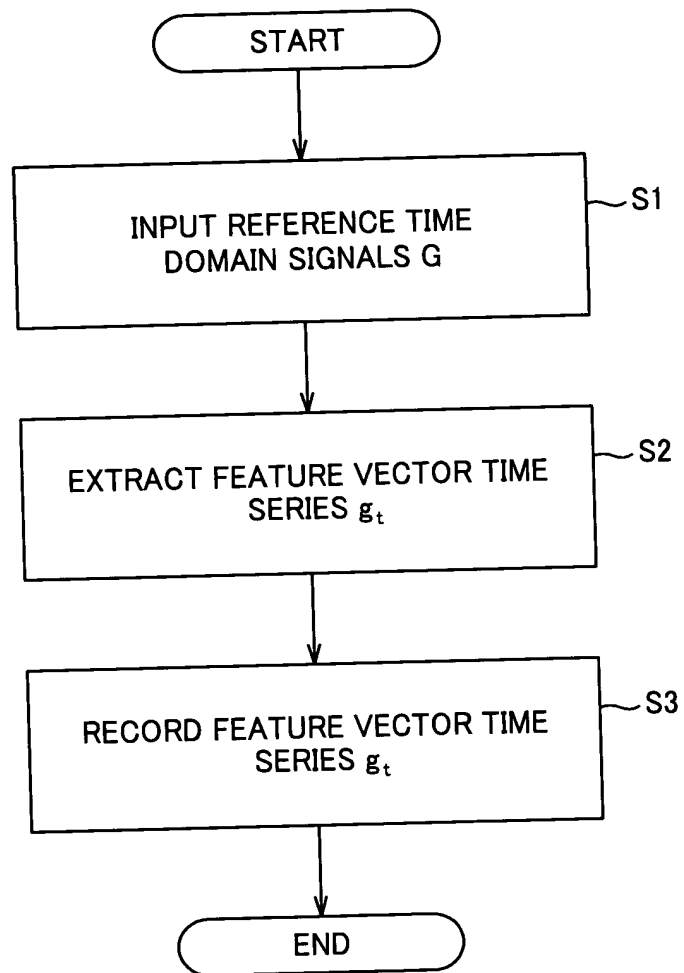 START
INPUT REFERENCE TIME
DOMAIN SIGNALS G
S1
EXTRACT FEATURE VECTOR TIME
SERIES gₜ
S2
RECORD FEATURE VECTOR TIME
SERIES gₜ
S3
END